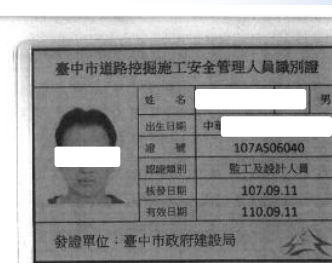 臺中市道路挖掘施工安全管理人員識別證
姓 名 男
出生日期 中
證 號 107AS06040
認證類別 監工及設計人員
核發日期 107.09.11
有效日期 110.09.11
發證單位：臺中市政府建設局